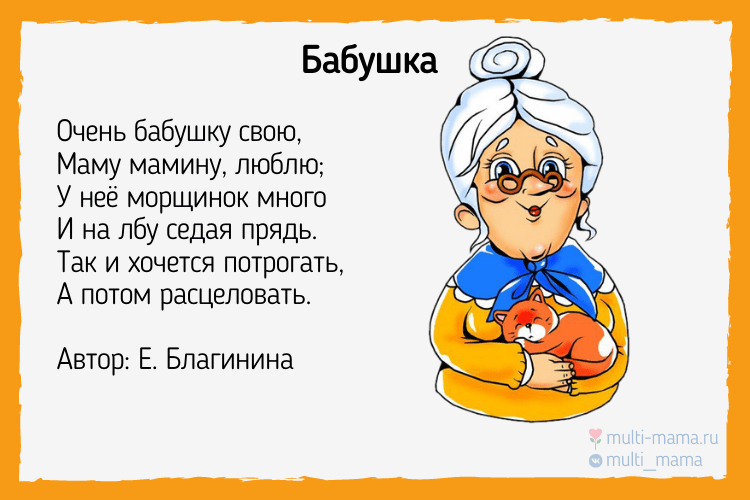 Бабушка
Очень бабушку свою,
Маму мамину, люблю;
У неё морщинок много
И на лбу седая прядь.
Так и хочется потрогать,
А потом расцеловать.
Автор: Е. Благинина
multi-mama.ru
multi_mama